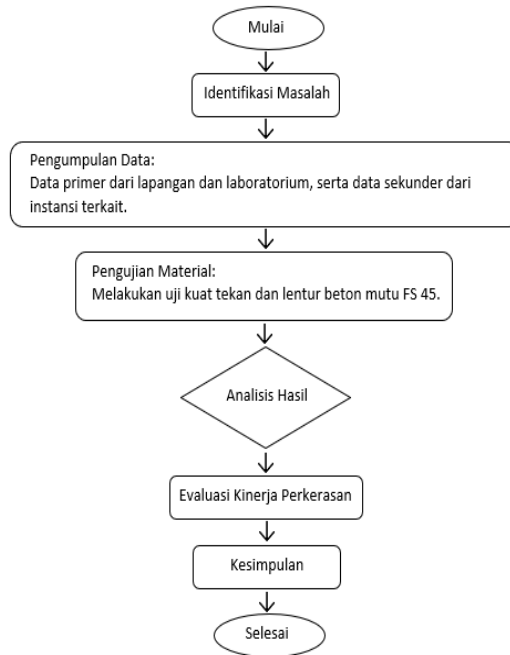 Mulai
Identifikasi Masalah
Pengumpulan Data:
Data primer dari lapangan dan laboratorium, serta data sekunder dari
instansi terkait.
Pengujian Material:
Melakukan uji kuat tekan dan lentur beton mutu FS 45.
Analisis Hasil
Evaluasi Kinerja Perkerasan
Kesimpulan
Selesai